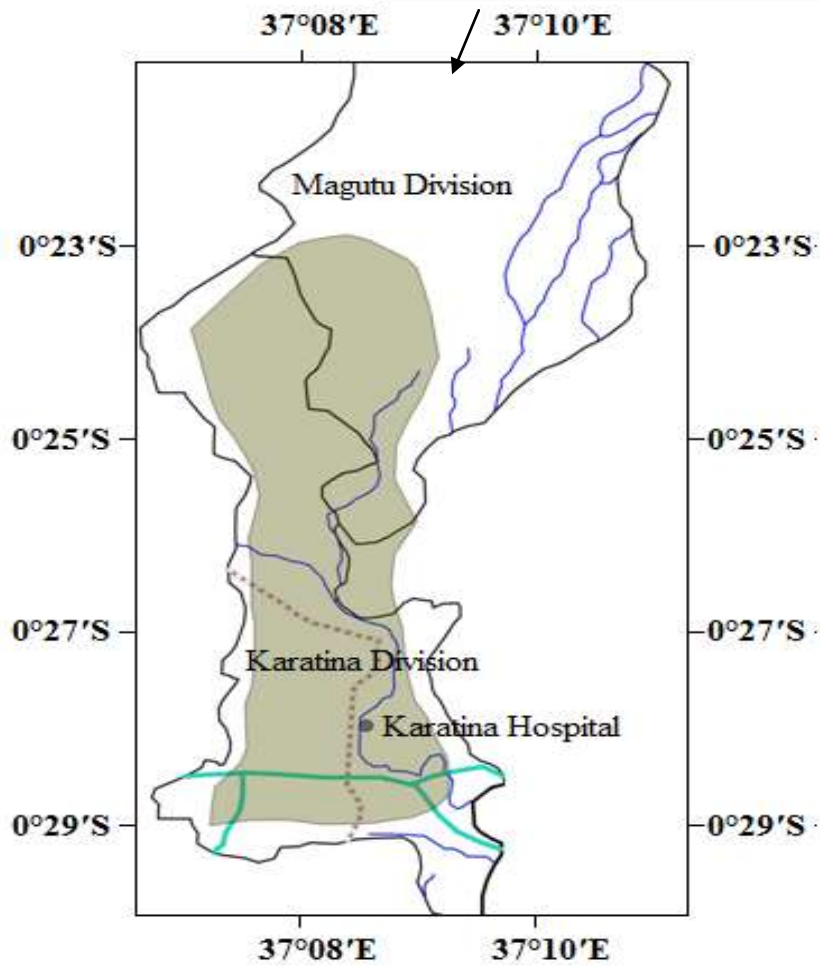 37°08′E 37°10′E
Magutu Division
0°23′S 0°23′S
0°25′S 0°25′S
0°27′S 0°27′S
Karatina Division
Karatina Hospital
0°29′S 0°29′S
37°08′E 37°10′E